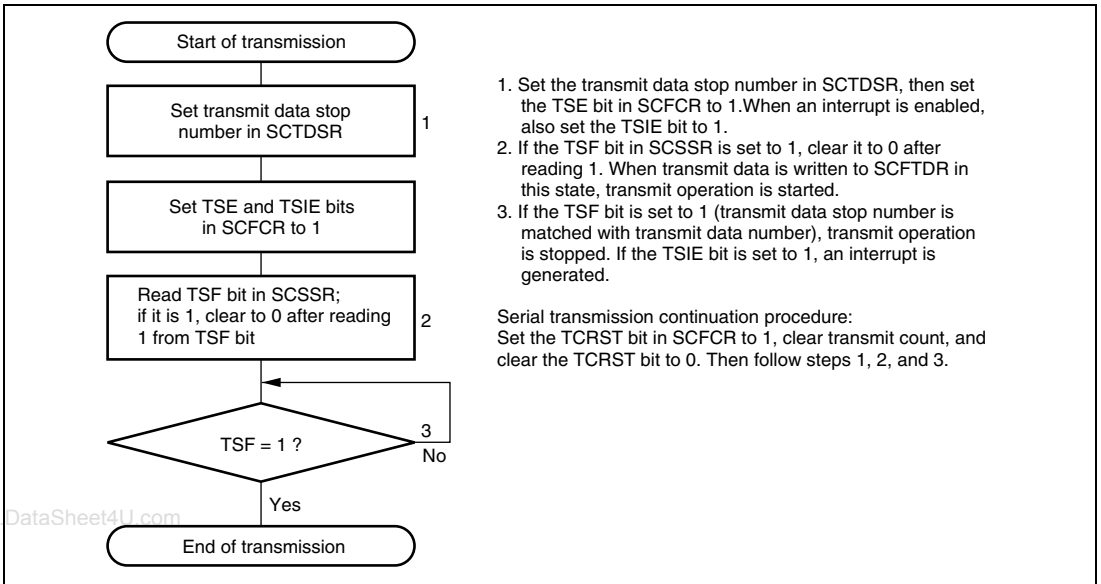 Start of transmission
Set transmit data stop
number in SCTDSR
1
Set TSE and TSIE bits
in SCFCR to 1
Read TSF bit in SCSSR;
if it is 1, clear to 0 after reading
1 from TSF bit
2
TSF = 1 ?
3
No
Yes
End of transmission
1. Set the transmit data stop number in SCTDSR, then set
the TSE bit in SCFCR to 1.When an interrupt is enabled,
also set the TSIE bit to 1.
2. If the TSF bit in SCSSR is set to 1, clear it to 0 after
reading 1. When transmit data is written to SCFTDR in
this state, transmit operation is started.
3. If the TSF bit is set to 1 (transmit data stop number is
matched with transmit data number), transmit operation
is stopped. If the TSIE bit is set to 1, an interrupt is
generated.
Serial transmission continuation procedure:
Set the TCRST bit in SCFCR to 1, clear transmit count, and
clear the TCRST bit to 0. Then follow steps 1, 2, and 3.
DataSheet4U.com